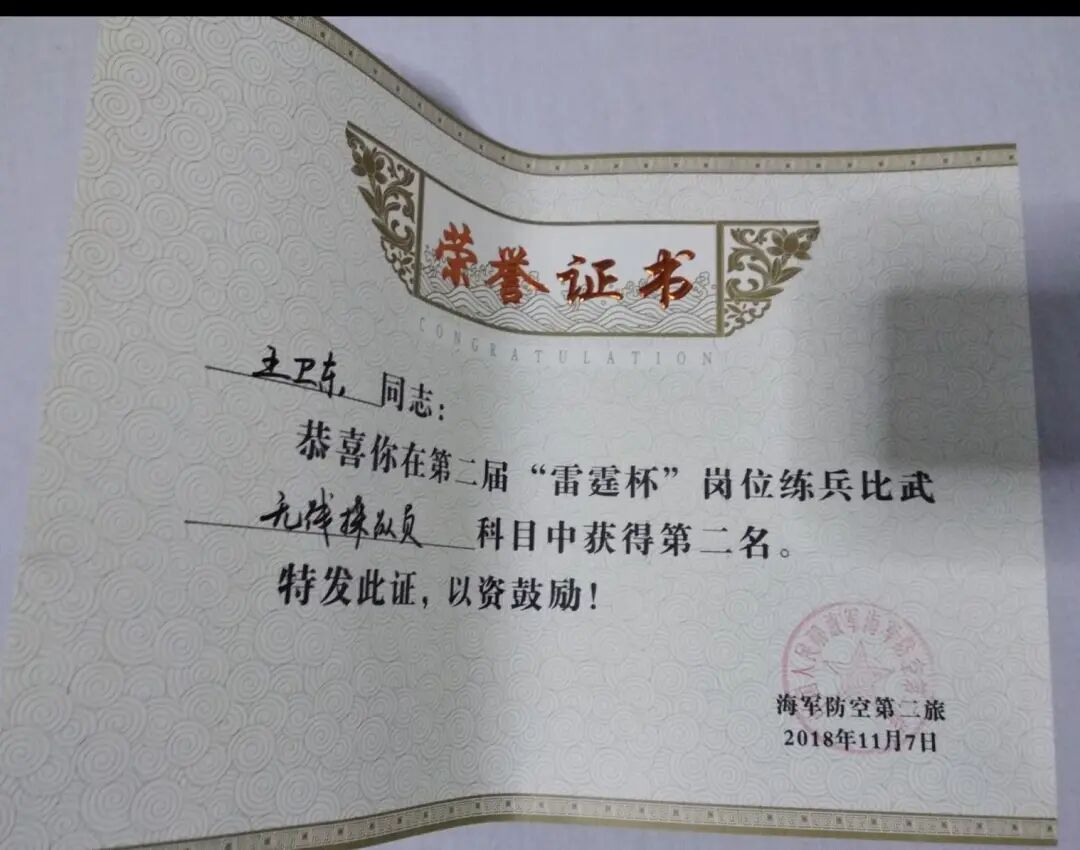 荣誉证书
CONGRATULATION
王卫东 同志:
恭喜你在第二届“雷霆杯”岗位练兵比武
无线操队员 科目中获得第二名。
特发此证，以资鼓励!
海军防空第二旅
2018年11月7日